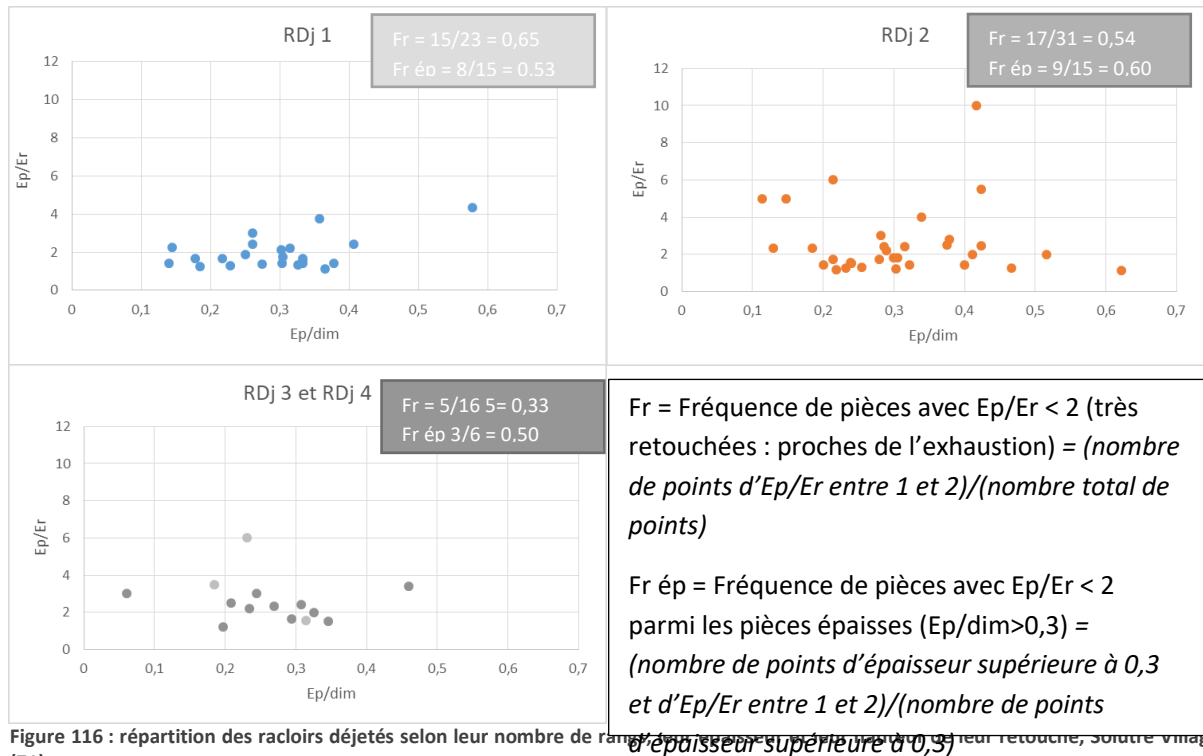 RDj 1
Fr = 15/23 = 0,65
Fr ép = 8/15 = 0.53
12
10
8
6
4
2
0
Ep/Er
0
0,1
0,2
0,3
0,4
0,5
0,6
0,7
Ep/dim
RDj 2
Fr = 17/31 = 0,54
Fr ép = 9/15 = 0,60
12
10
8
6
4
2
0
Ep/Er
0
0,1
0,2
0,3
0,4
0,5
0,6
0,7
Ep/dim
RDj 3 et RDj 4
Fr = 5/16 5= 0,33
Fr ép 3/6 = 0,50
12
10
8
6
4
2
0
Ep/Er
0
0,1
0,2
0,3
0,4
0,5
0,6
0,7
Ep/dim
Fr = Fréquence de pièces avec Ep/Er < 2 (très
retouchées : proches de l'exhaustion) = (nombre
de points d'Ep/Er entre 1 et 2)/(nombre total de
points)
Fr ép = Fréquence de pièces avec Ep/Er < 2
parmi les pièces épaisses (Ep/dim>0,3) =
(nombre de points d'épaisseur supérieure à 0,3
et d'Ep/Er entre 1 et 2)/(nombre de points
d'épaisseur supérieure à 0,3)
Figure 116 : répartition des racloirs déjetés selon leur nombre de leur retouche, Solutré